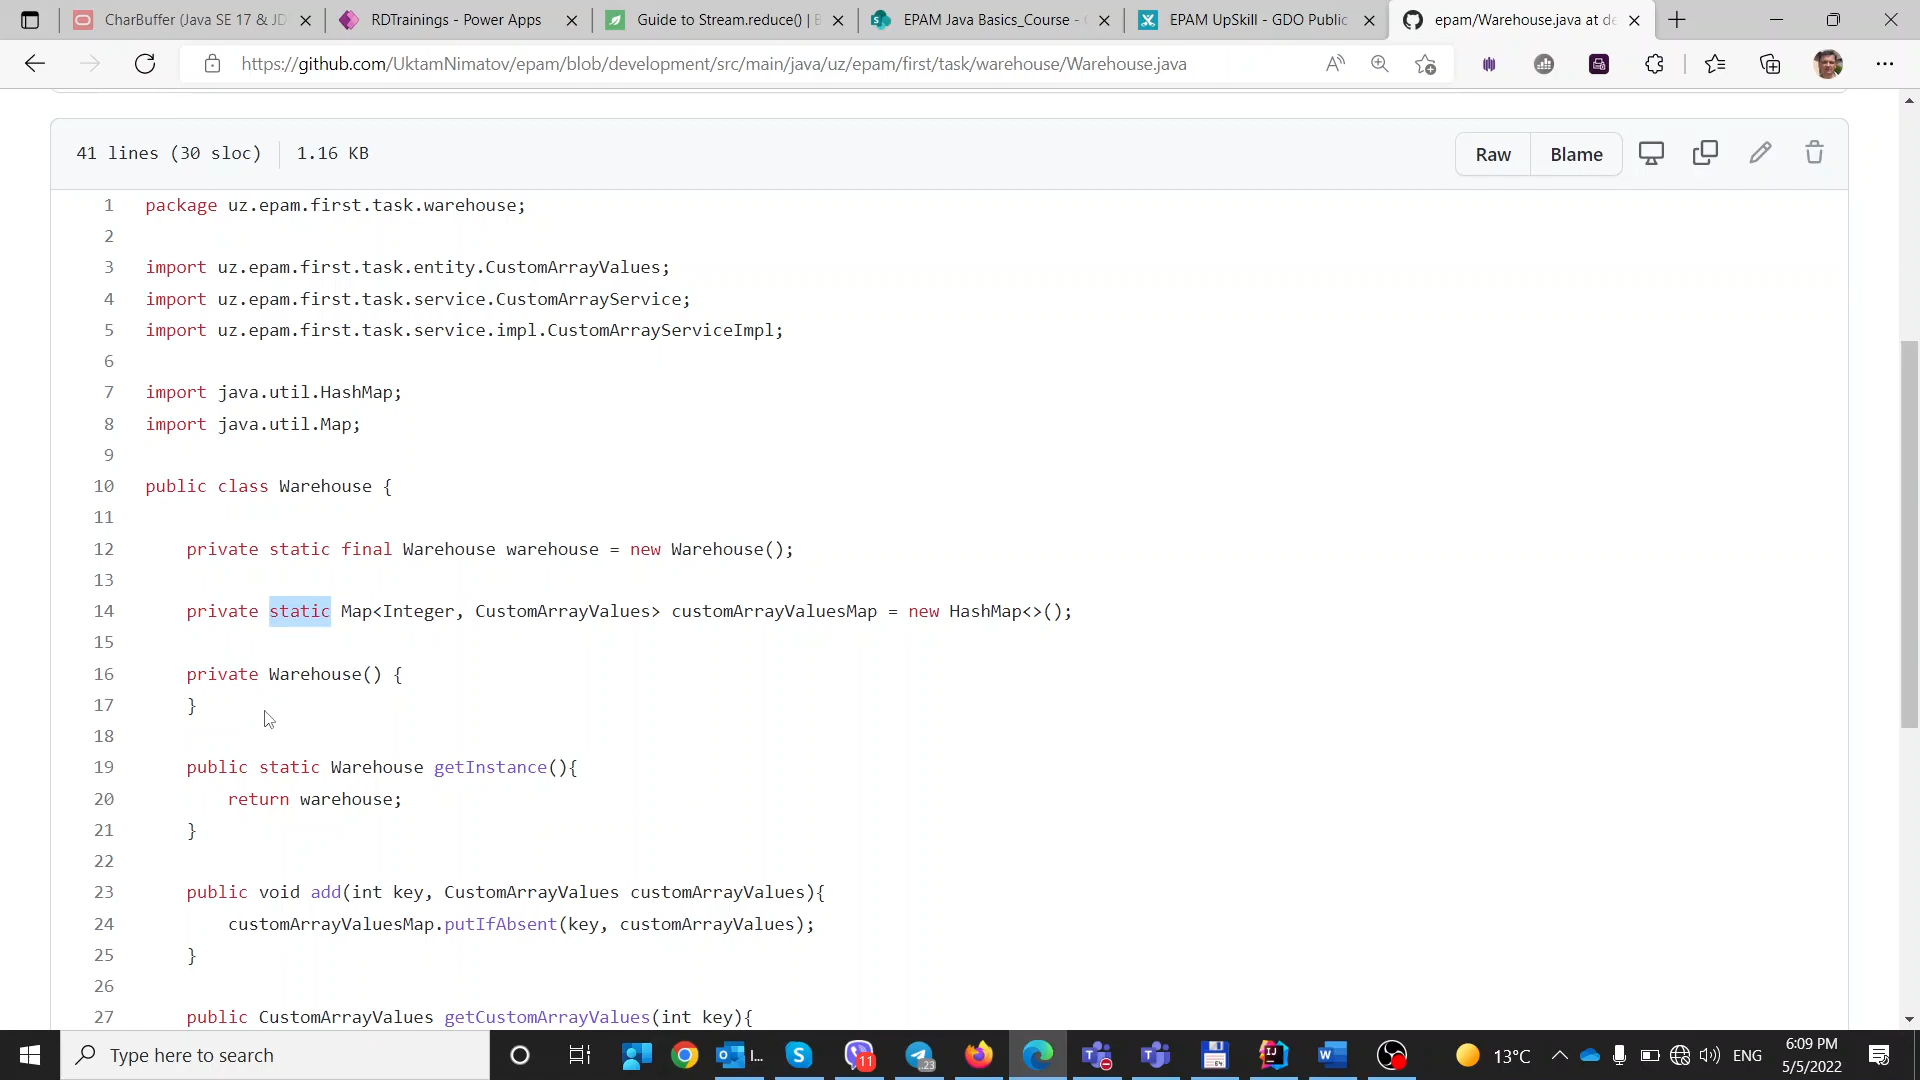 CharBuffer (Java SE 17 & JD
RDTrainings - Power Apps
Guide to Stream.reduce() | B
EPAM Java Basics_Course -
EPAM UpSkill - GDO Public
epam/Warehouse.java at de
https://github.com/UktamNimatov/epam/blob/development/src/main/java/uz/epam/first/task/warehouse/Warehouse.java
41 lines (30 sloc) 1.16 KB
Raw
Blame
1 package uz.epam.first.task.warehouse;
2
3 import uz.epam.first.task.entity.CustomArrayValues;
4 import uz.epam.first.task.service.CustomArrayService;
5 import uz.epam.first.task.service.impl.CustomArrayServiceImpl;
6
7 import java.util.HashMap;
8 import java.util.Map;
9
10 public class Warehouse {
11
12 private static final Warehouse warehouse = new Warehouse();
13
14 private static Map<Integer, CustomArrayValues> customArrayValuesMap = new HashMap<>();
15
16 private Warehouse() {
17 }
18
19 public static Warehouse getInstance(){
20 return warehouse;
21 }
22
23 public void add(int key, CustomArrayValues customArrayValues){
24 customArrayValuesMap.putIfAbsent(key, customArrayValues);
25 }
26
27 public CustomArrayValues getCustomArrayValues(int key){
Type here to search
I...
11
23
13°C
ENG
6:09 PM
5/5/2022